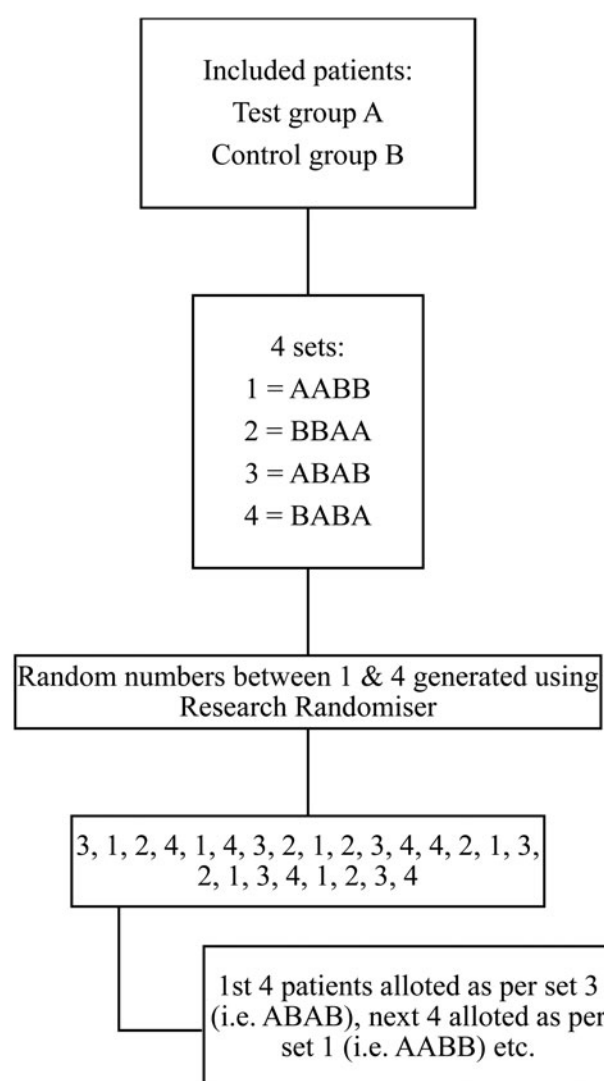 Included patients:
Test group A
Control group B
4 sets:
1 = AABB
2 = BBAA
3 = ABAB
4 = BABA
Random numbers between 1 & 4 generated using
Research Randomiser
3, 1, 2, 4, 1, 4, 3, 2, 1, 2, 3, 4, 4, 2, 1, 3,
2, 1, 3, 4, 1, 2, 3, 4
1st 4 patients alloted as per set 3
(i.e. ABAB), next 4 alloted as per
set 1 (i.e. AABB) etc.